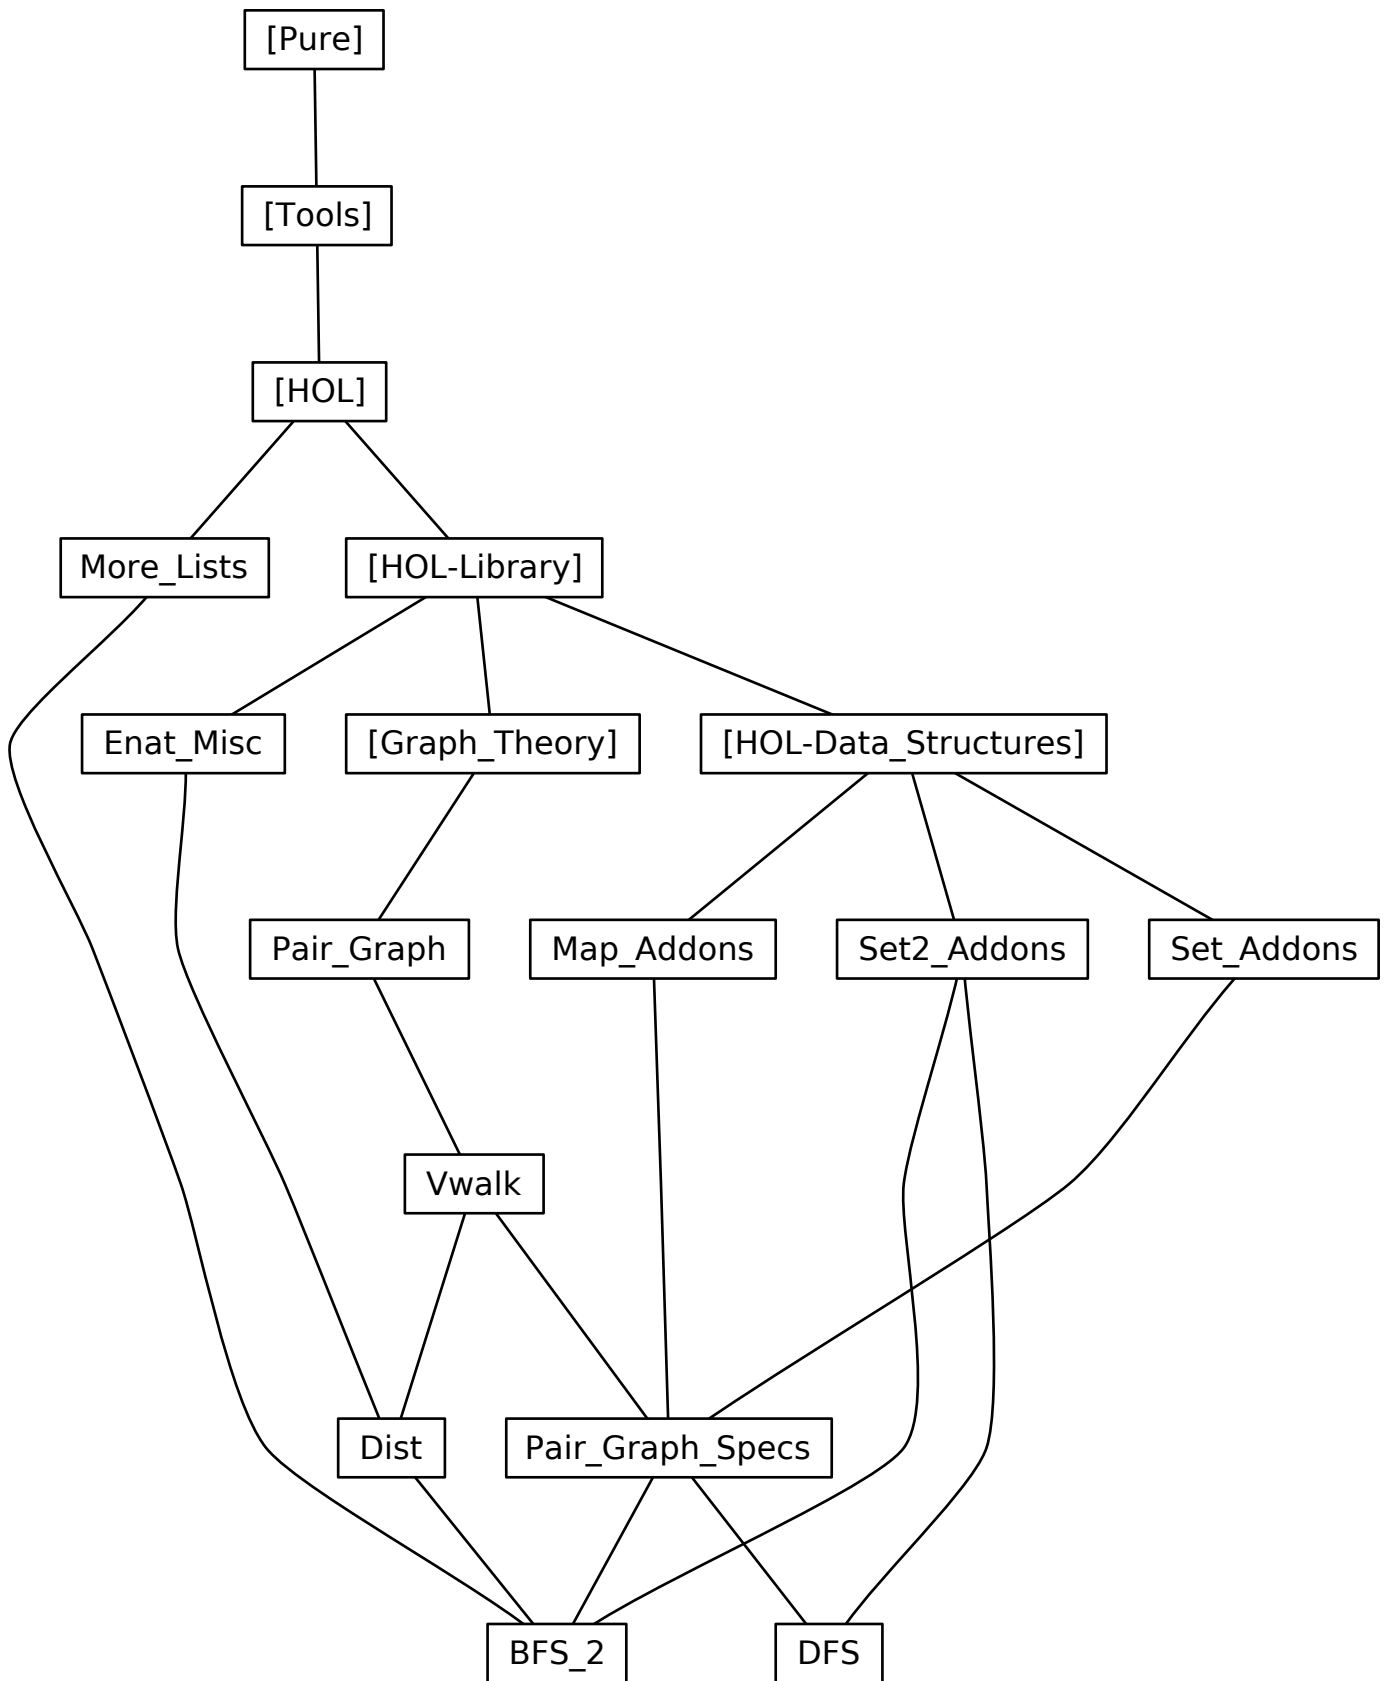 [Pure]
[Tools]
[HOL]
More_Lists
[HOL-Library]
Enat_Misc
[Graph_Theory]
[HOL-Data_Structures]
Pair_Graph
Map_Addons
Set2_Addons
Set_Addons
Vwalk
Dist
Pair_Graph_Specs
BFS_2
DFS